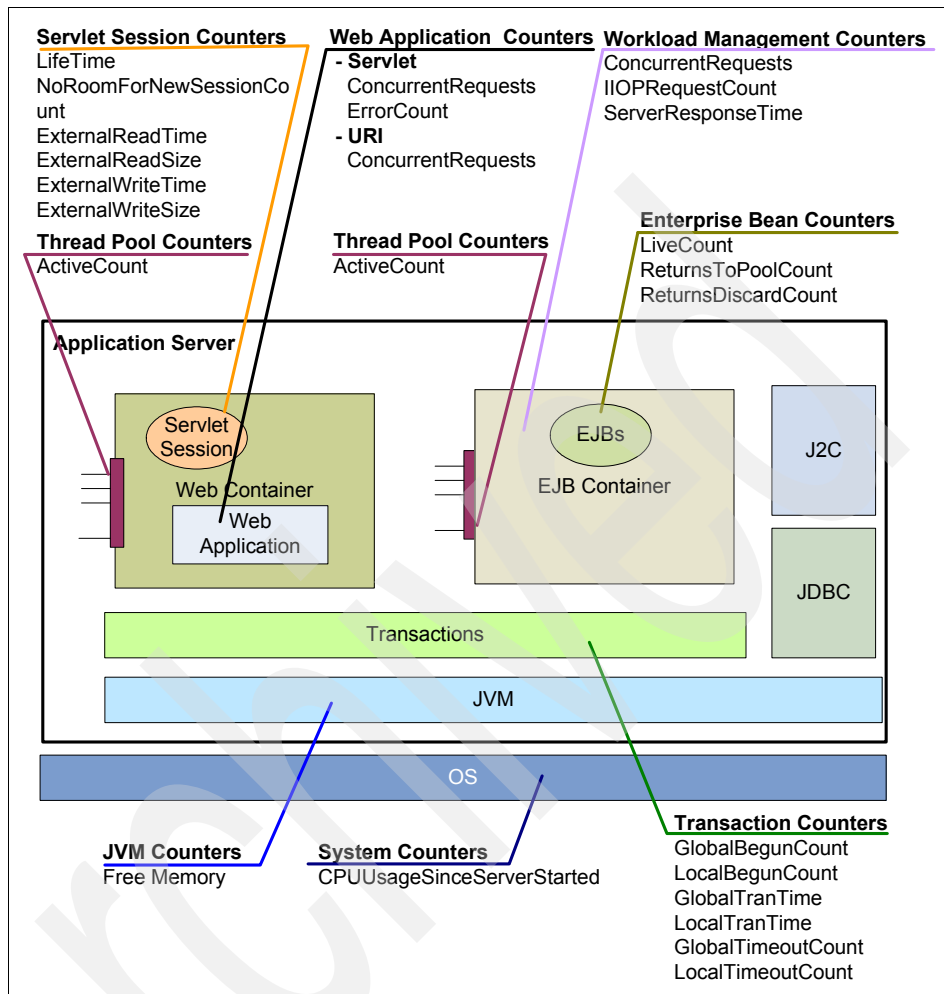 Servlet Session Counters
LifeTime
NoRoomForNewSessionCo
unt
ExternalReadTime
ExternalReadSize
ExternalWriteTime
ExternalWriteSize
Web Application Counters
- Servlet
ConcurrentRequests
ErrorCount
- URI
ConcurrentRequests
Workload Management Counters
ConcurrentRequests
IIOPRequestCount
ServerResponseTime
Thread Pool Counters
ActiveCount
Thread Pool Counters
ActiveCount
Enterprise Bean Counters
LiveCount
ReturnsToPoolCount
ReturnsDiscardCount
Application Server
Servlet
Session
Web Container
Web
Application
EJBs
EJB Container
J2C
JDBC
Transactions
JVM
OS
JVM Counters
Free Memory
System Counters
CPUUsageSinceServerStarted
Transaction Counters
GlobalBegunCount
LocalBegunCount
GlobalTranTime
LocalTranTime
GlobalTimeoutCount
LocalTimeoutCount
rchived